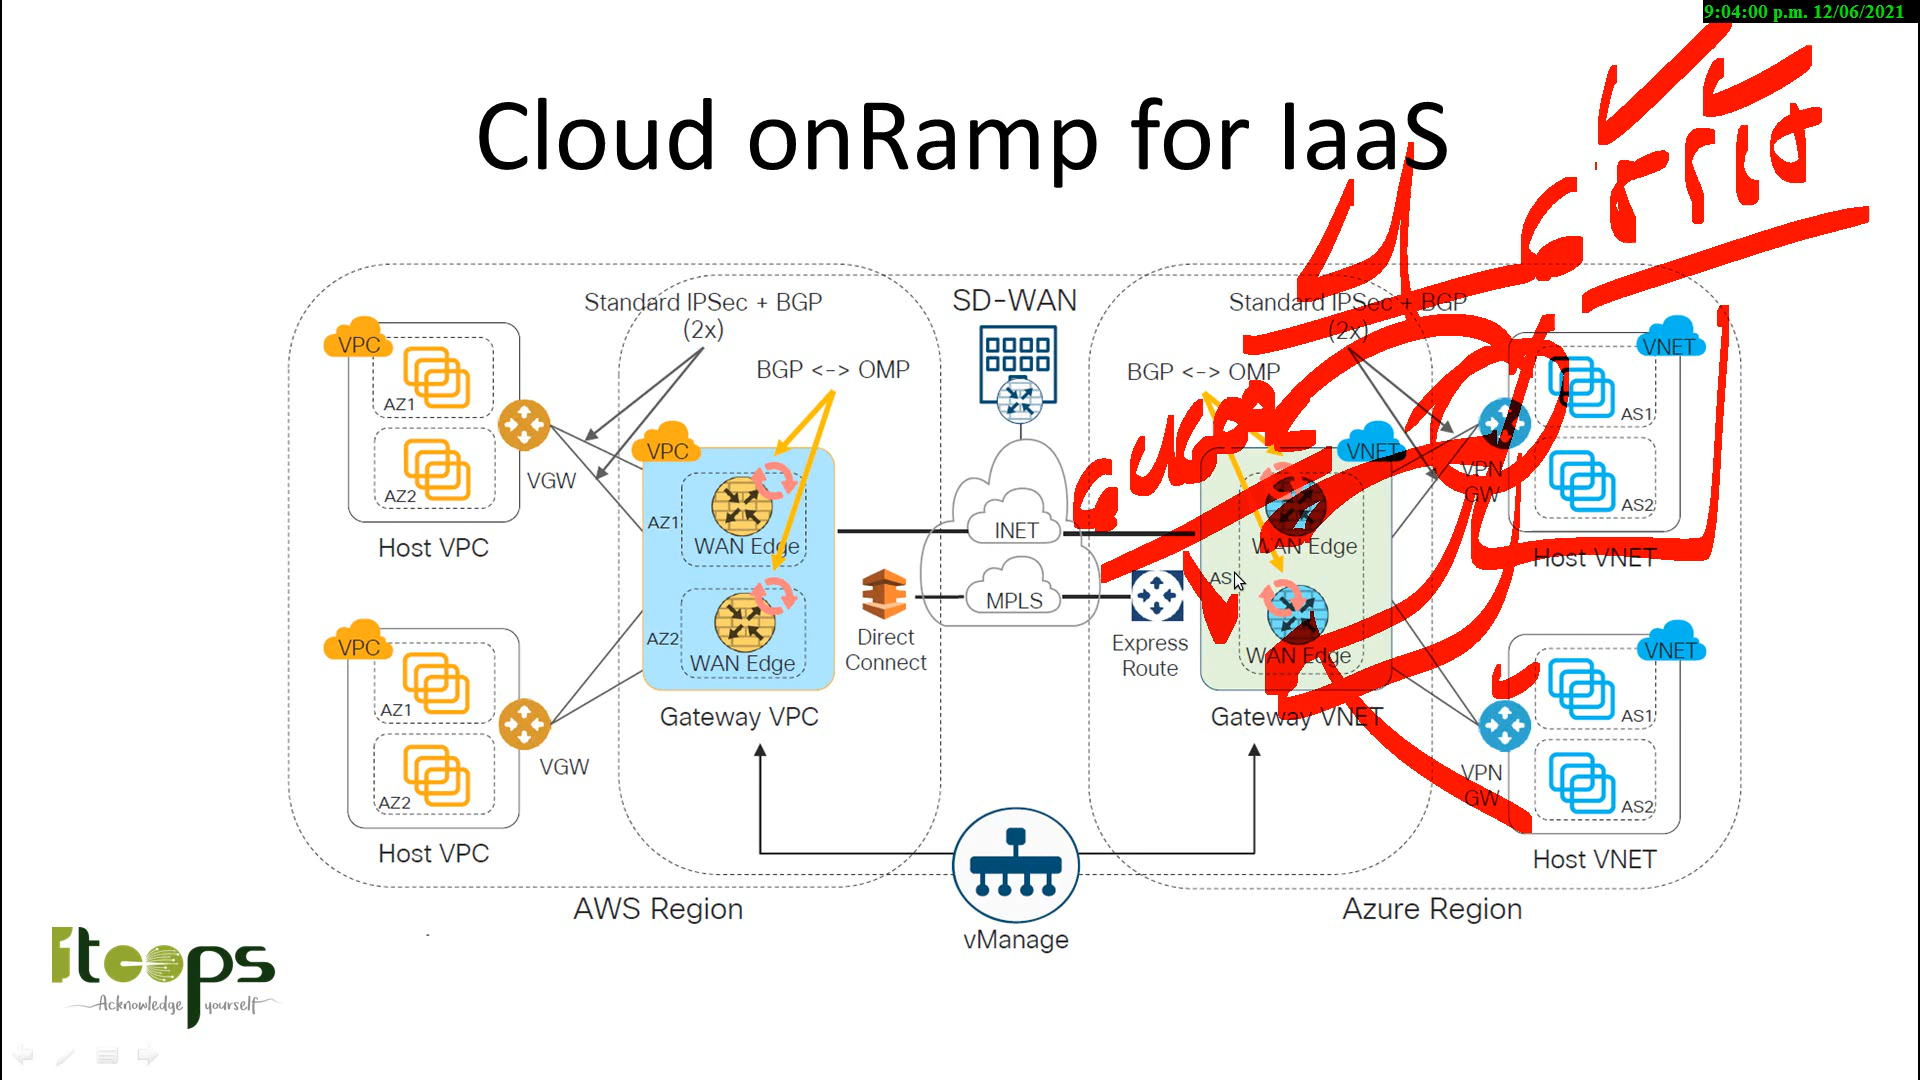 9:04:00 p.m. 12/06/2021
Cloud onRamp for IaaS
Standard IPSec + BGP
(2x)
SD-WAN
Standard IPSec + BGP
(2x)
VPC
AZ1
AZ2
VGW
Host VPC
BGP <-> OMP
BGP <-> OMP
VPC
AZ1
WAN Edge
AZ2
WAN Edge
Gateway VPC
INET
MPLS
Direct
Connect
Express
Route
VNET
WAN Edge
AS
WAN Edge
Gateway VNET
VNET
AS1
AS2
VPN
GW
Host VNET
VPC
AZ1
AZ2
VGW
Host VPC
VNET
AS1
AS2
VPN
GW
Host VNET
AWS Region
vManage
Azure Region
itoops
Acknowledge yourself